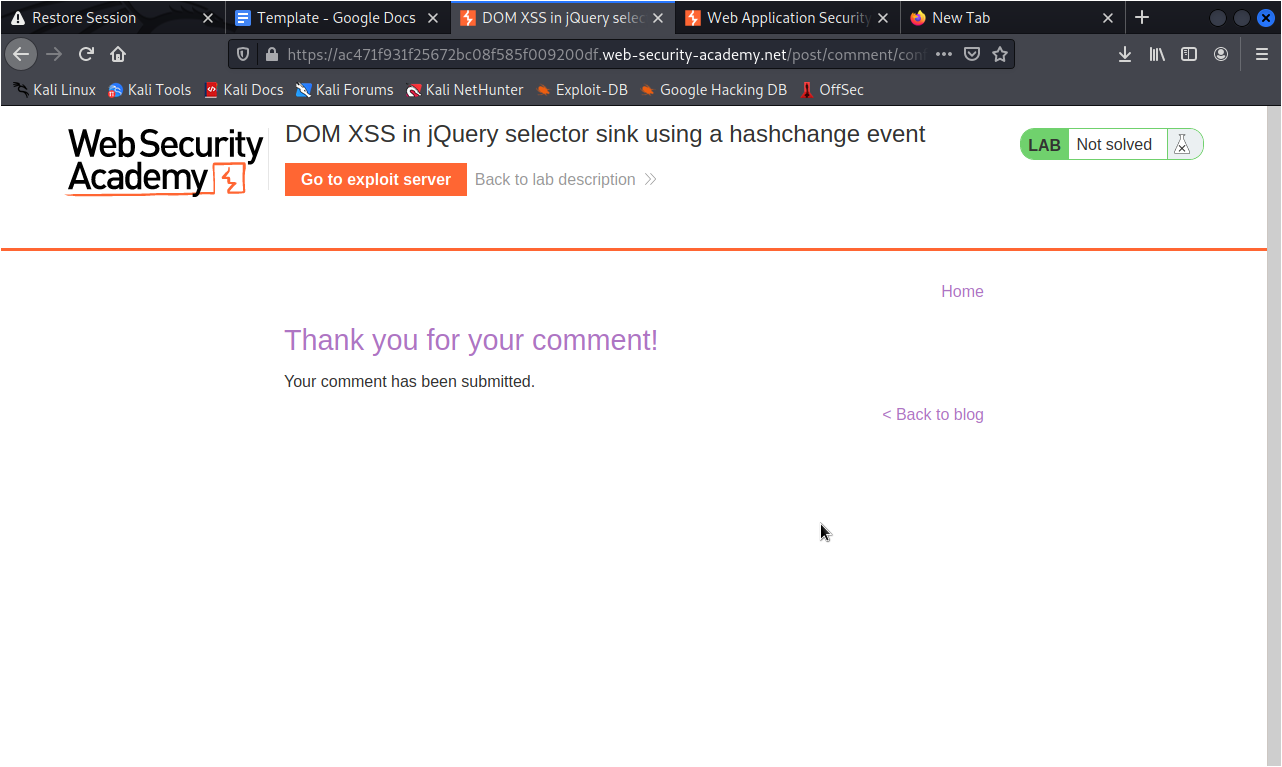 Restore Session
Template - Google Docs
DOM XSS in jQuery selec
Web Application Security
New Tab
https://ac471f931f25672bc08f585f009200df.web-security-academy.net/post/comment/con
Kali Linux
Kali Tools
Kali Docs
Kali Forums
Kali NetHunter
Exploit-DB
Google Hacking DB
OffSec
Web Security
Academy
DOM XSS in jQuery selector sink using a hashchange event
LAB Not solved
Go to exploit server
Back to lab description
Home
Thank you for your comment!
Your comment has been submitted.
< Back to blog